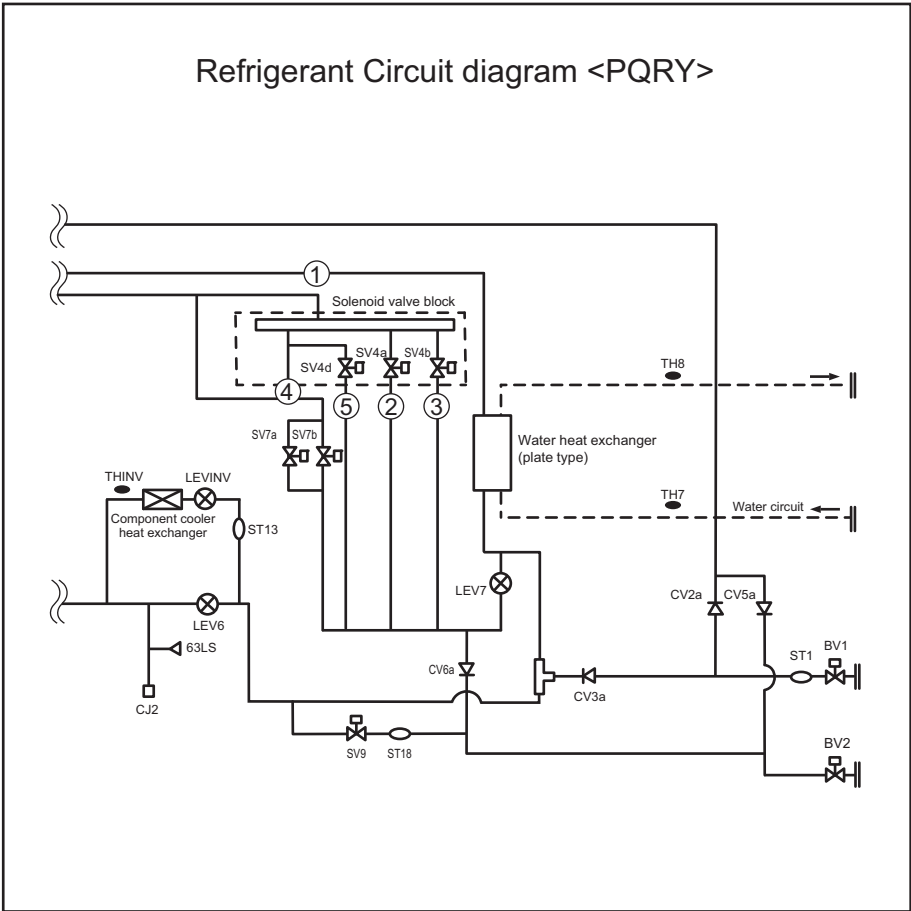 Refrigerant Circuit diagram <PQRY>
1
Solenoid valve block
SV4a
SV4b
SV4d
TH8
4
5
2
3
SV7a
SV7b
Water heat exchanger
(plate type)
THINV
LEVINV
TH7
Water circuit
Component cooler
heat exchanger
ST13
LEV7
CV2a
CV5a
LEV6
63LS
CV6a
ST1
BV1
CV3a
CJ2
SV9
ST18
BV2